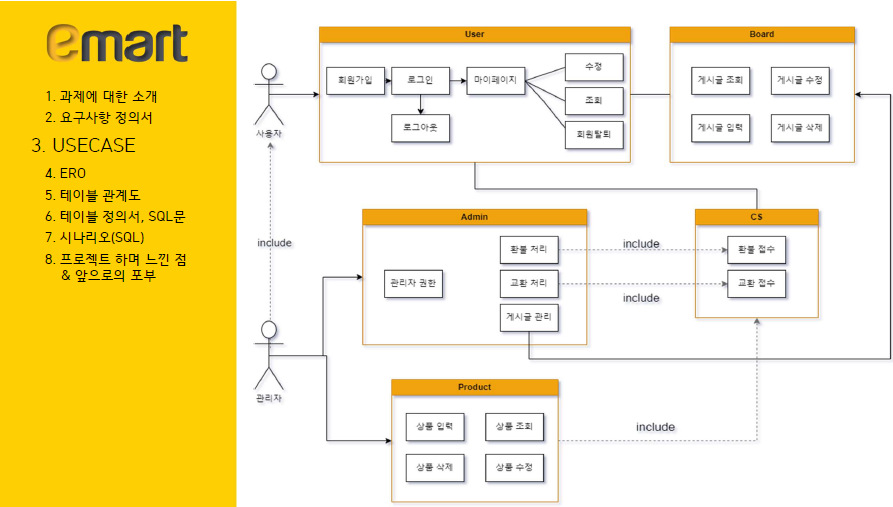 emart
1. 과제에 대한 소개
2. 요구사항 정의서
3. USECASE
4. ERO
5. 테이블 관계도
6. 테이블 정의서, SQL문
7. 시나리오(SQL)
8. 프로젝트 하며 느낀 점
& 앞으로의 포부
사용자
include
관리자
User
회원가입
로그인
마이페이지
수정
조회
회원탈퇴
로그아웃
Board
게시글 조회
게시글 수정
게시글 입력
게시글 삭제
Admin
관리자 권한
환불 처리
교환 처리
게시글 관리
include
include
CS
환불 접수
교환 접수
Product
상품 입력
상품 조회
상품 삭제
상품 수정
include